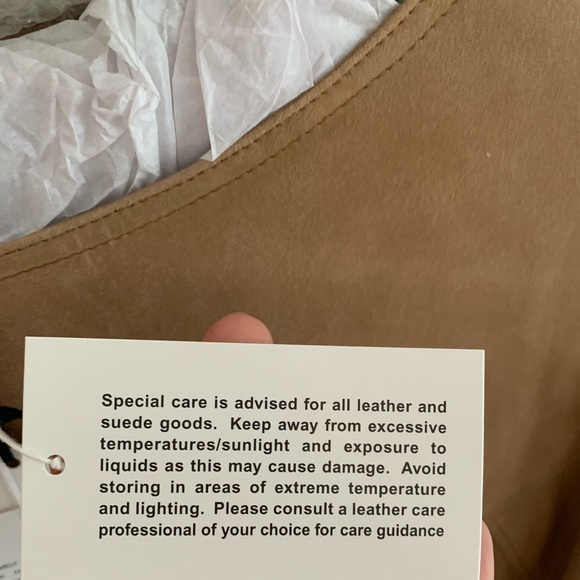 Special care is advised for all leather and
suede goods. Keep away from excessive
temperatures/sunlight and exposure to
liquids as this may cause damage. Avoid
storing in areas of extreme temperature
and lighting. Please consult a leather care
professional of your choice for care guidance